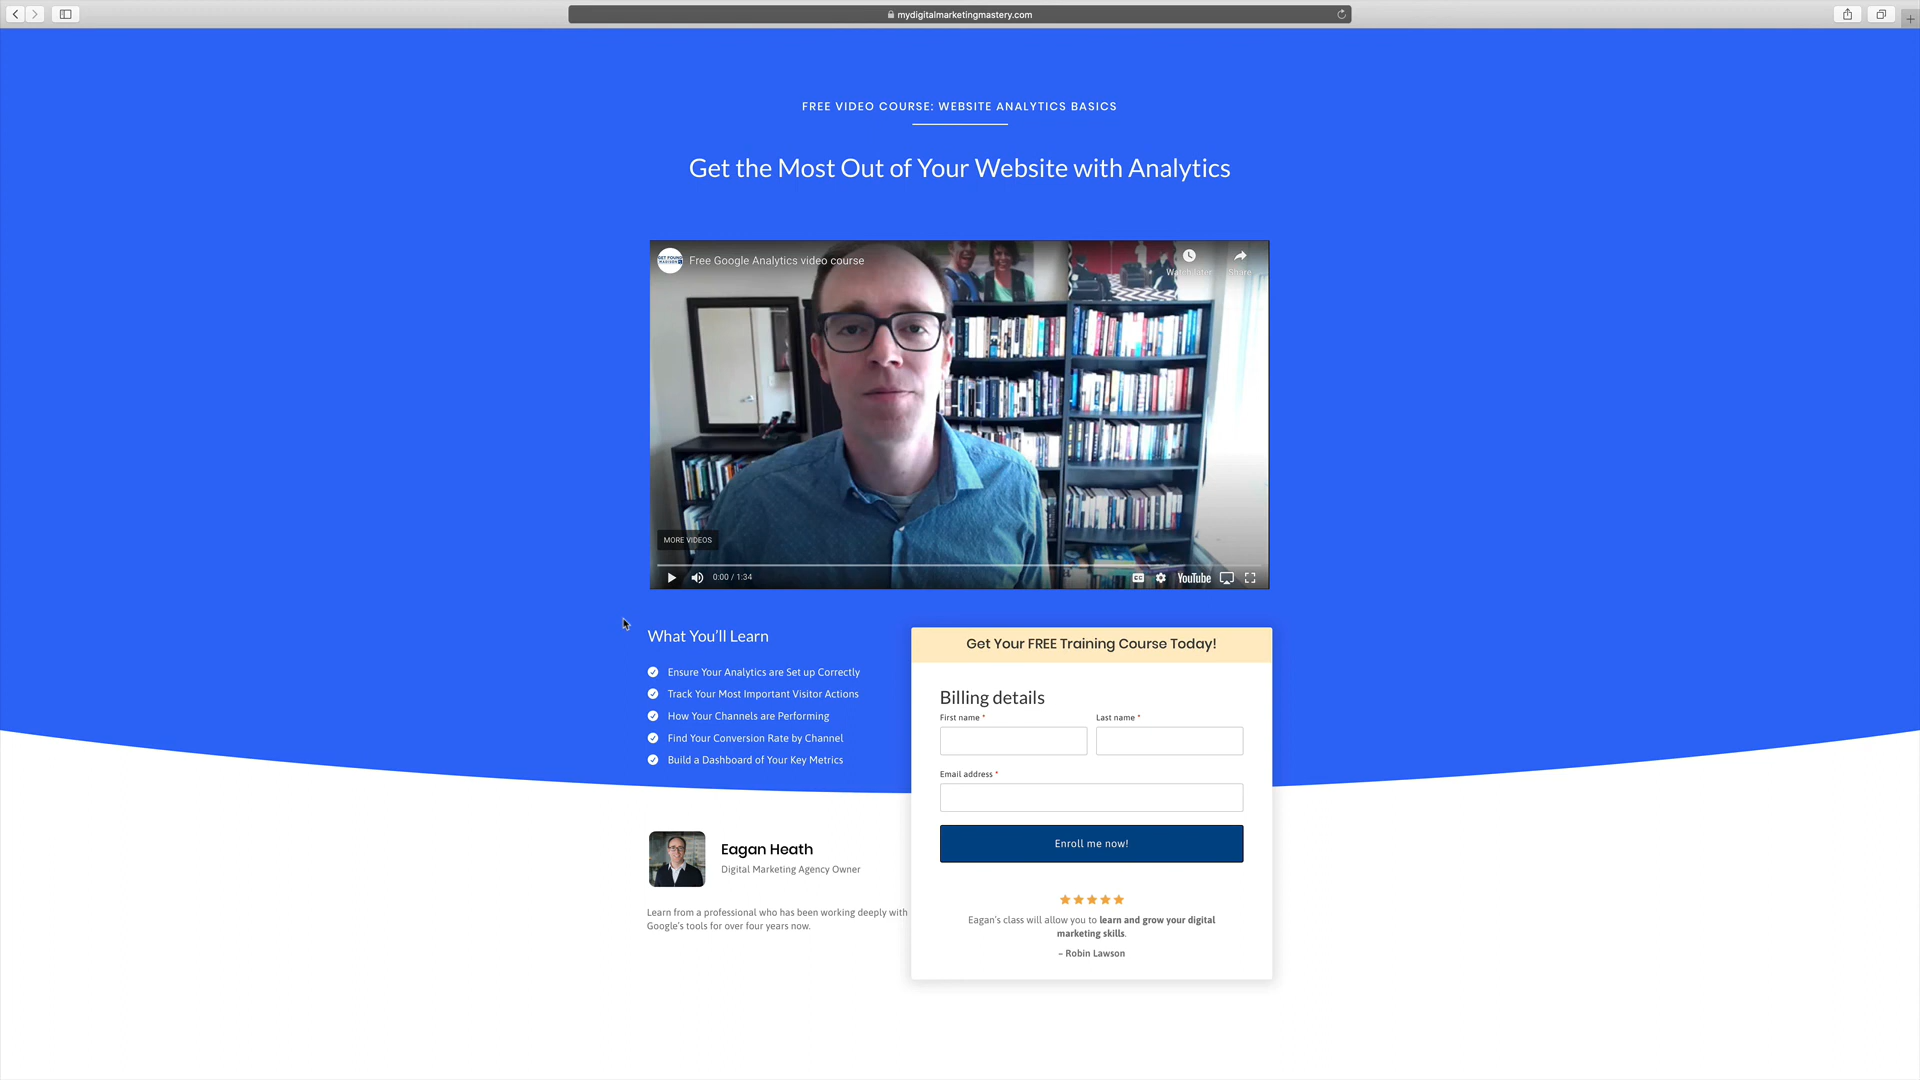 mydigitalmarketingmastery.com
FREE VIDEO COURSE: WEBSITE ANALYTICS BASICS
Get the Most Out of Your Website with Analytics
GET FOUND
MADISON
Free Google Analytics video course
Watch later
Share
MORE VIDEOS
0:00 / 1:34
CC
YouTube
What You'll Learn
Ensure Your Analytics are Set up Correctly
Track Your Most Important Visitor Actions
How Your Channels are Performing
Find Your Conversion Rate by Channel
Build a Dashboard of Your Key Metrics
Eagan Heath
Digital Marketing Agency Owner
Learn from a professional who has been working deeply with
Google's tools for over four years now.
Get Your FREE Training Course Today!
Billing details
First name *
Last name *
Email address *
Enroll me now!
Eagan's class will allow you to learn and grow your digital
marketing skills.
– Robin Lawson